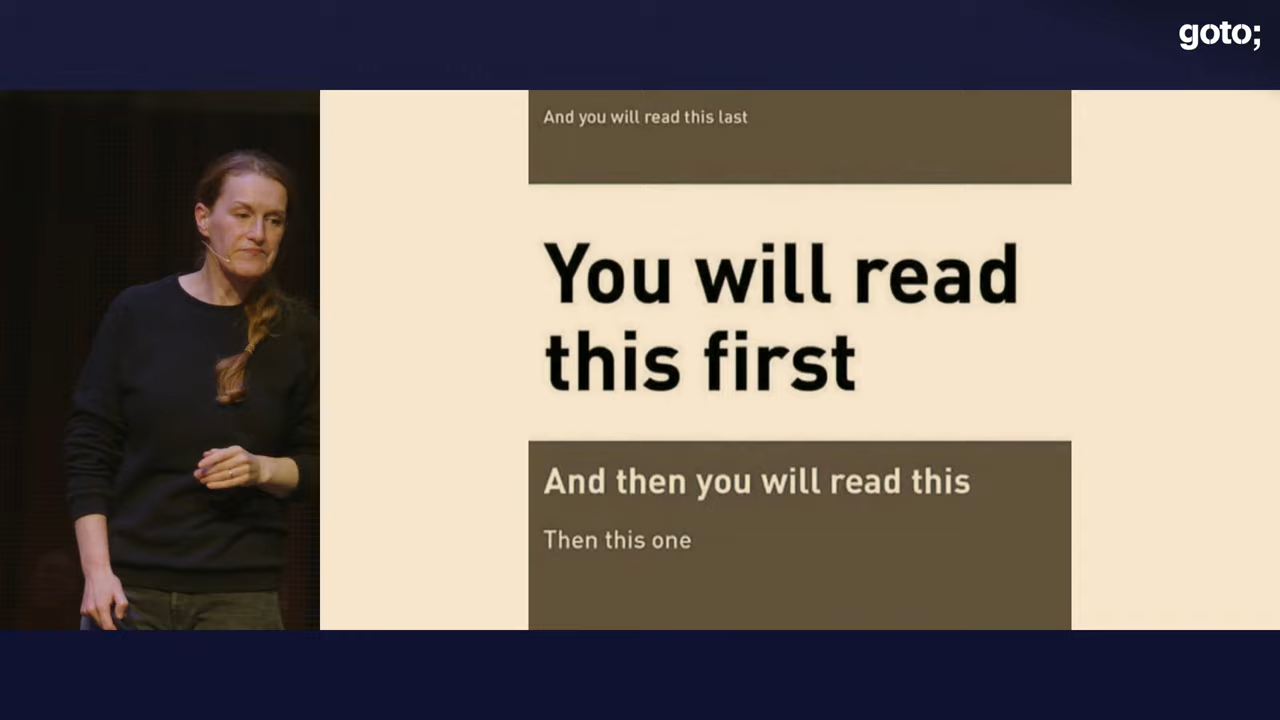 goto;
And you will read this last
You will read
this first
And then you will read this
Then this one